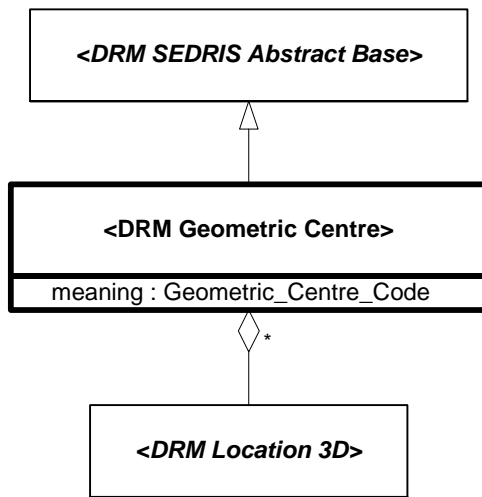 <DRM SEDRIS Abstract Base>
<DRM Geometric Centre>
meaning : Geometric_Centre_Code
*
<DRM Location 3D>